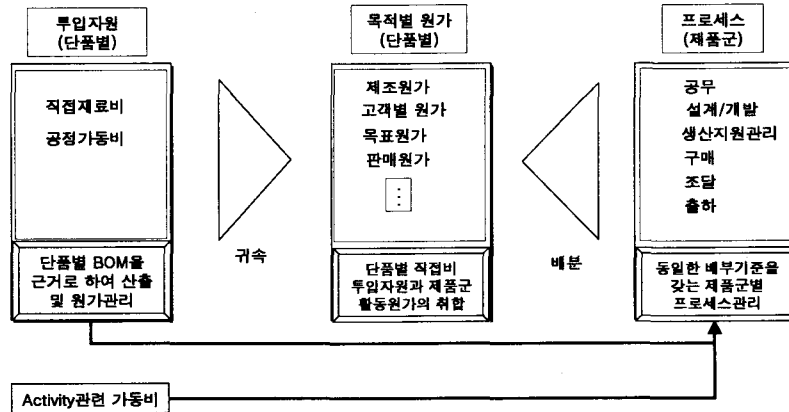 투입자원
(단품별)
직접재료비
공정가동비
단품별 BOM을
근거로 하여 산출
및 원가관리
귀속
목적별 원가
(단품별)
제조원가
고객별 원가
목표원가
판매원가
⋮
단품별 직접비
투입자원과 제품군
활동원가의 취합
배분
프로세스
(제품군)
공무
설계/개발
생산지원관리
구매
조달
출하
동일한 배부기준을
갖는 제품군별
프로세스관리
Activity관련 가동비